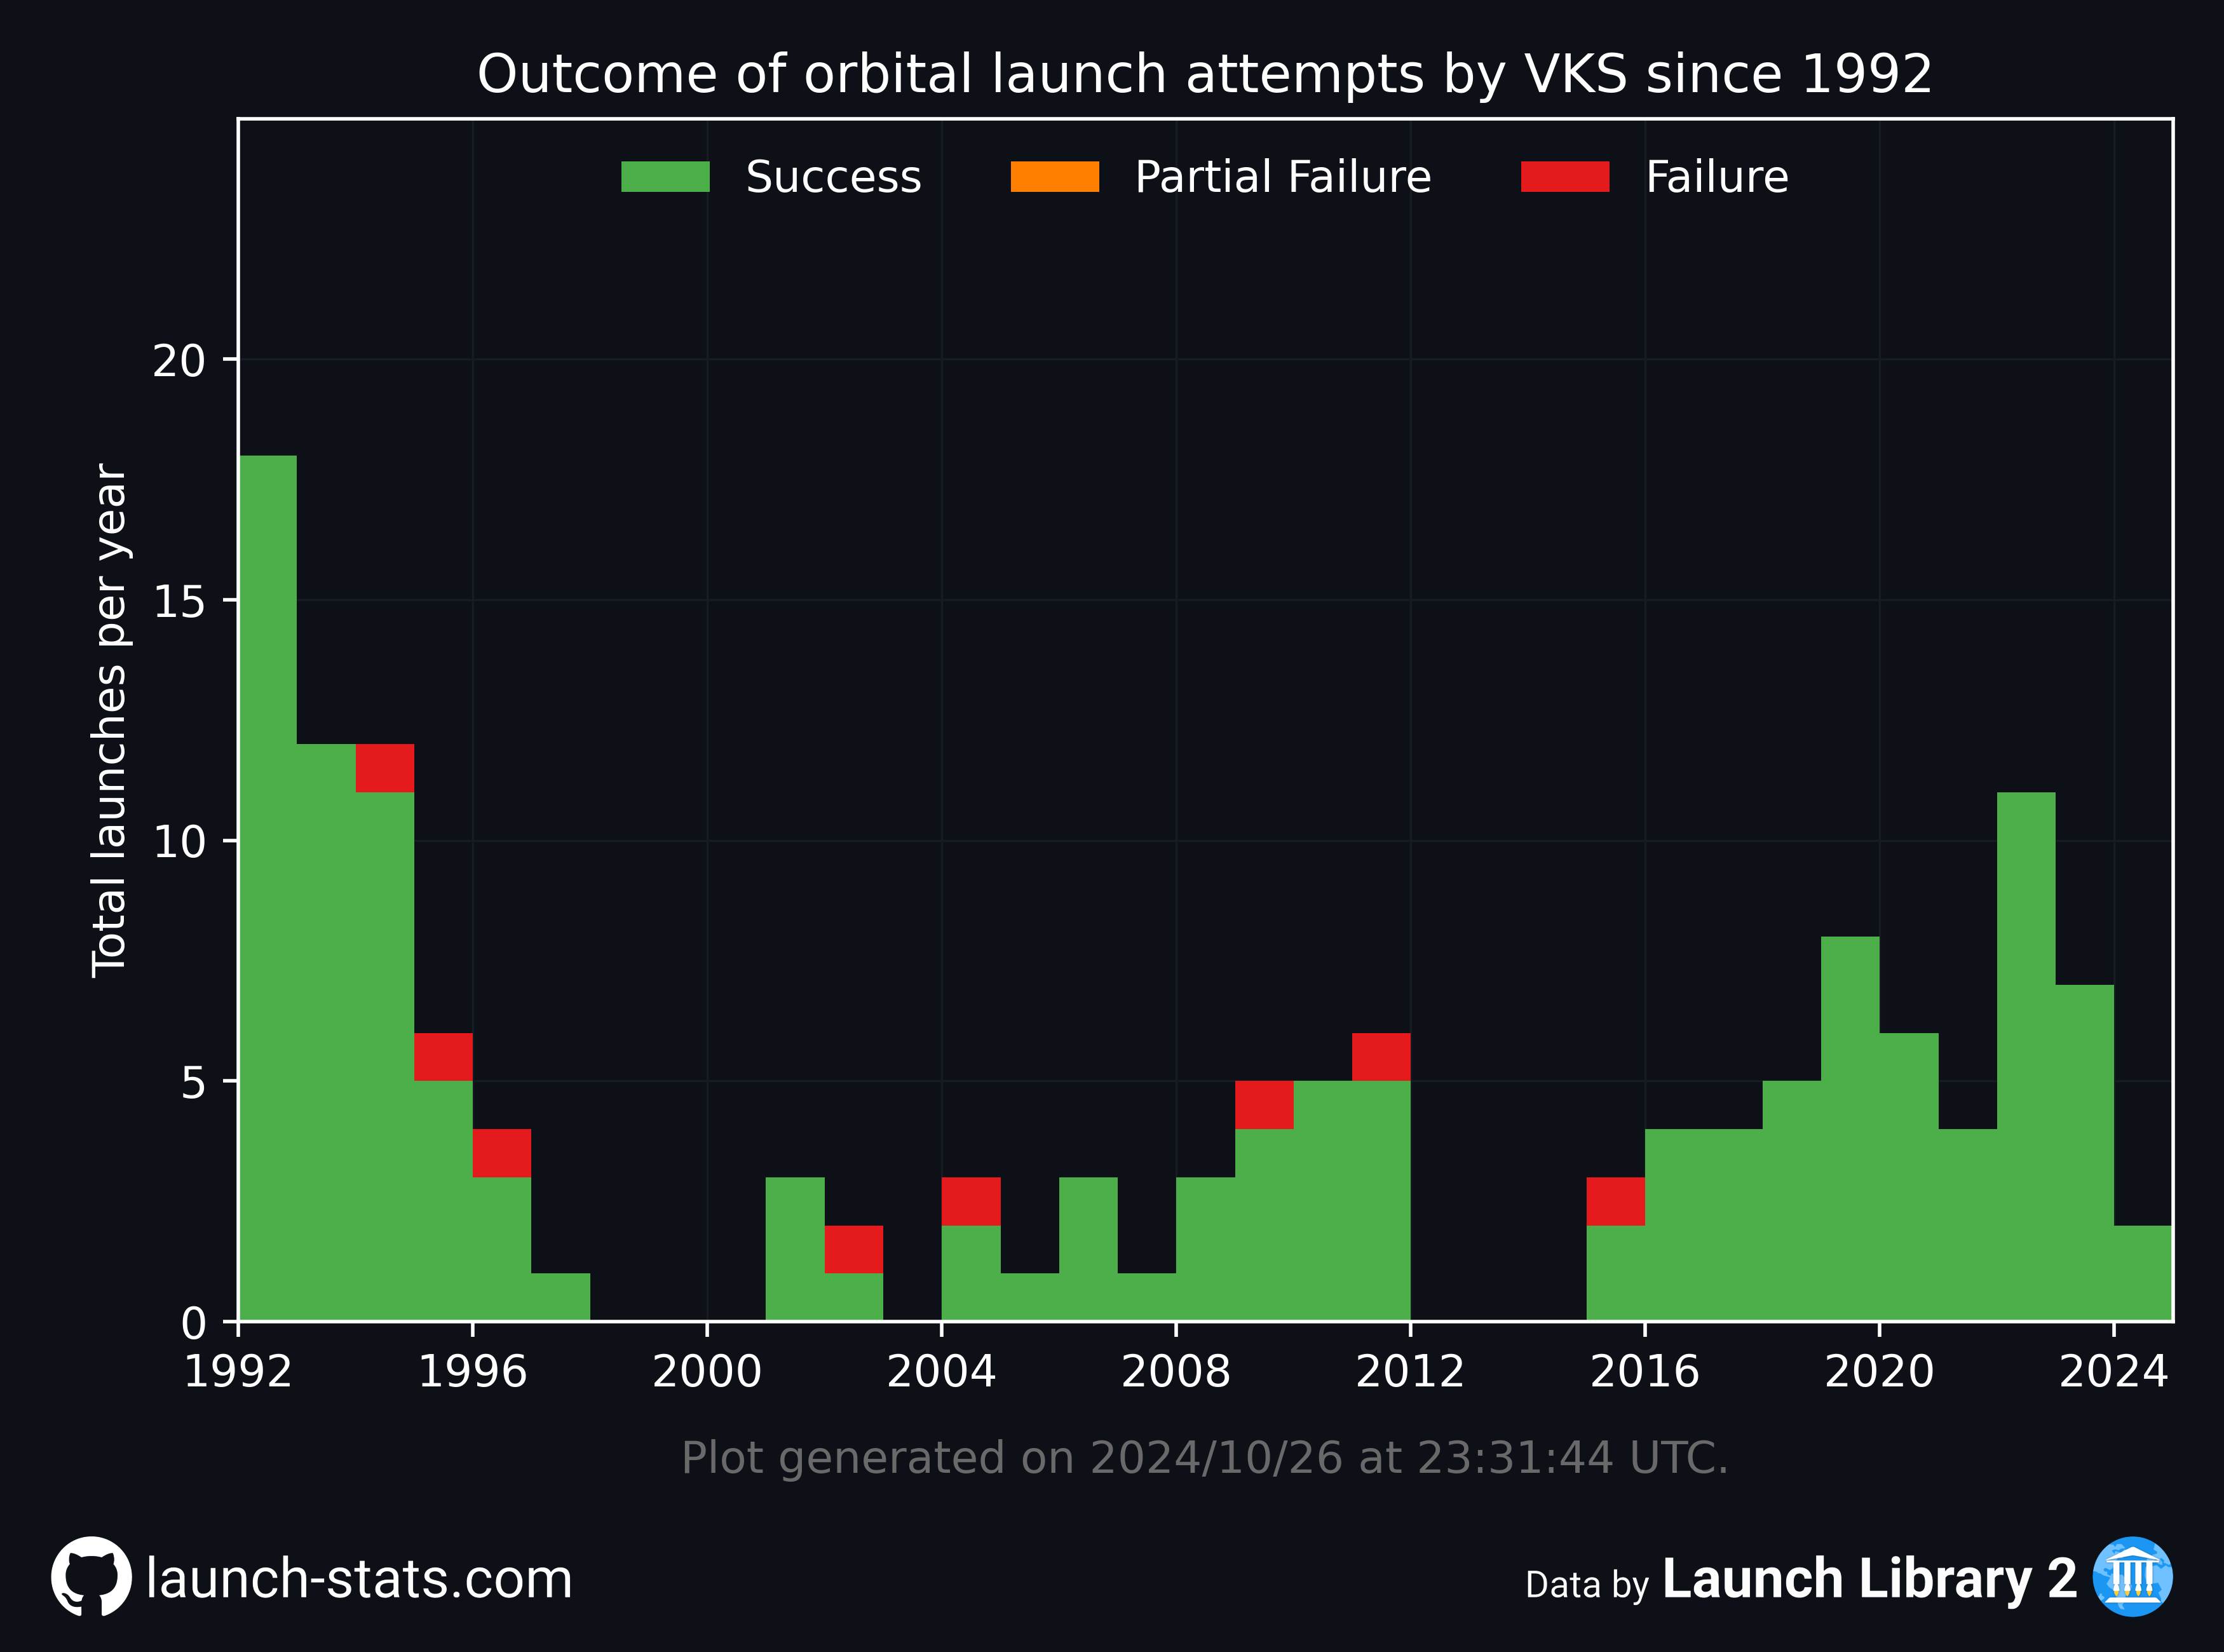 Outcome of orbital launch attempts by VKS since 1992
Success Partial Failure Failure
Total launches per year
20
15
10
5
0
1992 1996 2000 2004 2008 2012 2016 2020 2024
Plot generated on 2024/10/26 at 23:31:44 UTC.
launch-stats.com
Data by Launch Library 2